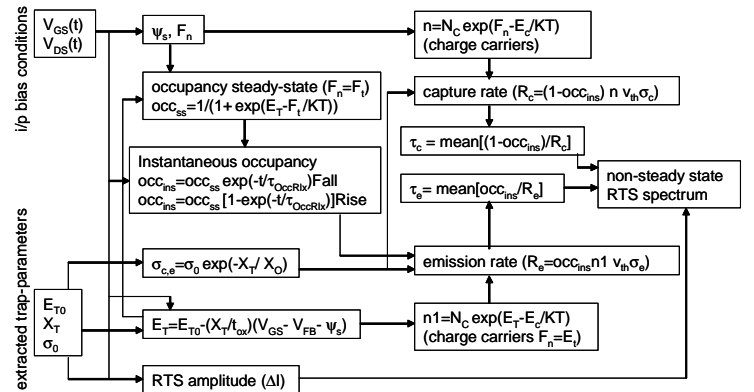 i/p bias conditions
V_GS(t)
V_DS(t)
ψ_s, F_n
n=N_C exp(F_n-E_c/KT)
(charge carriers)
occupancy steady-state (F_n=F_t)
occ_ss=1/(1+ exp(E_T-F_t/KT))
capture rate (R_c=(1-occ_ins) n v_thσ_c)
τ_c = mean[(1-occ_ins)/R_c]
Instantaneous occupancy
occ_ins=occ_ss exp(-t/τ_OccRlx)Fall
occ_ins=occ_ss [1-exp(-t/τ_OccRlx)]Rise
τ_e=mean[occ_ins/R_e]
non-steady state
RTS spectrum
extracted trap-parameters
E_T0
X_T
σ_0
σ_c,e=σ_0 exp(-X_T/ X_O)
emission rate (R_e=occ_ins n1 v_thσ_e)
E_T=E_T0-(X_T/t_ox)(V_GS- V_FB- ψ_s)
n1=N_C exp(E_T-E_c/KT)
(charge carriers F_n=E_t)
RTS amplitude (ΔI)